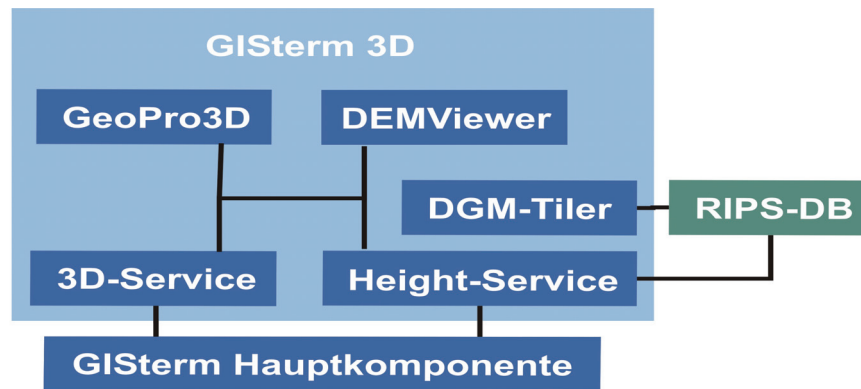 GISterm 3D
GeoPro3D
DEMViewer
DGM-Tiler
RIPS-DB
3D-Service
Height-Service
GISterm Hauptkomponente